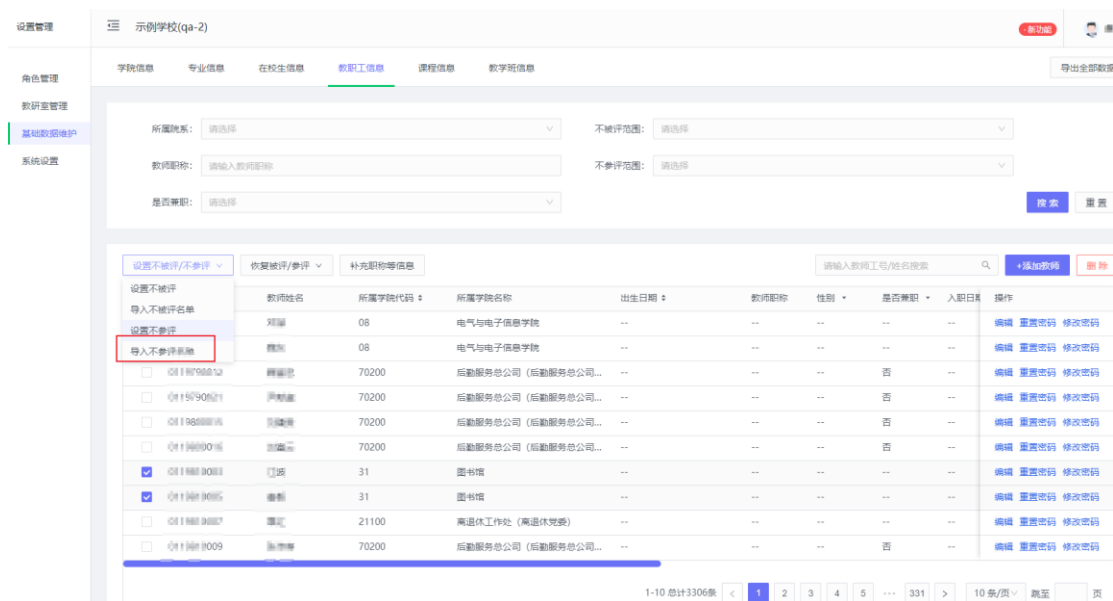 设置管理 示例学校(qa-2) ·新功能
学院信息 专业信息 在校生信息 教职工信息 课程信息 教学班信息 导出全部数据
角色管理
教研室管理
基础数据维护
系统设置
所属院系： 请选择 不被评范围： 请选择
教师职称： 请输入教师职称 不参评范围： 请选择
是否兼职： 请选择 搜索 重置
设置不被评/不参评 恢复被评/参评 补充职称等信息 请输入教师工号/姓名搜索 +添加教师 删除
设置不被评
导入不被评名单
设置不参评
导入不参评
教师姓名 所属学院代码 所属学院名称 出生日期 教师职称 性别 是否兼职 入职日期 操作
08 电气与电子信息学院 -- -- -- -- -- 编辑 重置密码 修改密码
08 电气与电子信息学院 -- -- -- -- -- 编辑 重置密码 修改密码
70200 后勤服务总公司（后勤服务总公司... -- -- -- 否 -- 编辑 重置密码 修改密码
70200 后勤服务总公司（后勤服务总公司... -- -- -- 否 -- 编辑 重置密码 修改密码
70200 后勤服务总公司（后勤服务总公司... -- -- -- 否 -- 编辑 重置密码 修改密码
70200 后勤服务总公司（后勤服务总公司... -- -- -- 否 -- 编辑 重置密码 修改密码
31 图书馆 -- -- -- -- -- 编辑 重置密码 修改密码
31 图书馆 -- -- -- -- -- 编辑 重置密码 修改密码
21100 离退休工作处（离退休党委） -- -- -- -- -- 编辑 重置密码 修改密码
70200 后勤服务总公司（后勤服务总公司... -- -- -- 否 -- 编辑 重置密码 修改密码
1-10 总计3306条 < 1 2 3 4 5 ··· 331 > 10 条/页 跳至 页